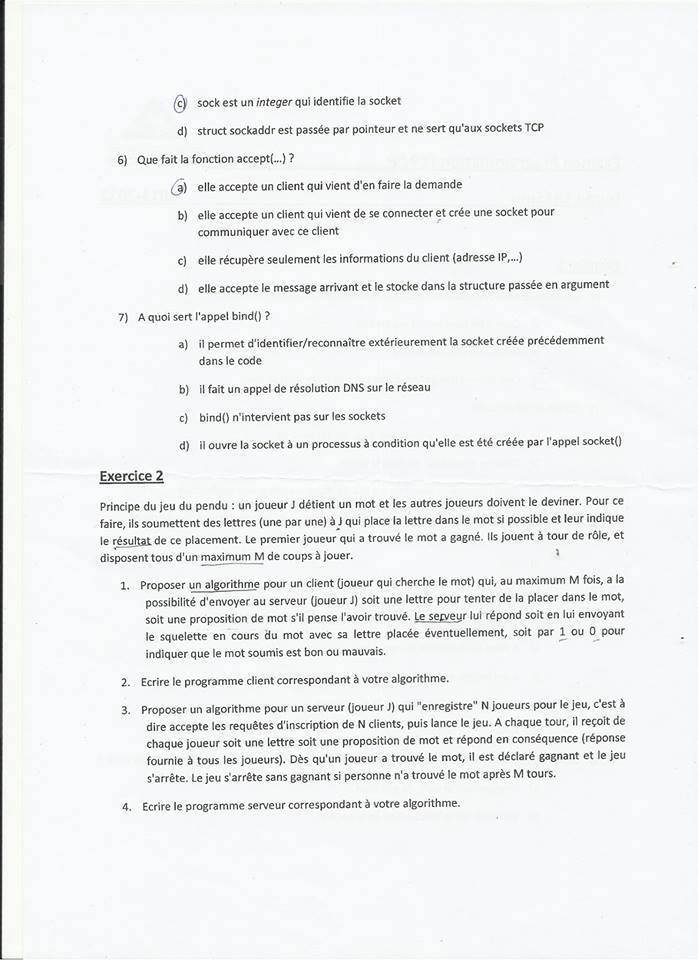 c) sock est un integer qui identifie la socket
d) struct sockaddr est passée par pointeur et ne sert qu'aux sockets TCP
6) Que fait la fonction accept(...) ?
a) elle accepte un client qui vient d'en faire la demande
b) elle accepte un client qui vient de se connecter et crée une socket pour
communiquer avec ce client
c) elle récupère seulement les informations du client (adresse IP,...)
d) elle accepte le message arrivant et le stocke dans la structure passée en argument
7) A quoi sert l'appel bind() ?
a) il permet d'identifier/reconnaître extérieurement la socket créée précédemment
dans le code
b) il fait un appel de résolution DNS sur le réseau
c) bind() n'intervient pas sur les sockets
d) il ouvre la socket à un processus à condition qu'elle est été créée par l'appel socket()
Exercice 2
Principe du jeu du pendu : un joueur J détient un mot et les autres joueurs doivent le deviner. Pour ce
faire, ils soumettent des lettres (une par une) à J qui place la lettre dans le mot si possible et leur indique
le résultat de ce placement. Le premier joueur qui a trouvé le mot a gagné. Ils jouent à tour de rôle, et
disposent tous d'un maximum M de coups à jouer.
1. Proposer un algorithme pour un client (joueur qui cherche le mot) qui, au maximum M fois, a la
possibilité d'envoyer au serveur (joueur J) soit une lettre pour tenter de la placer dans le mot,
soit une proposition de mot s'il pense l'avoir trouvé. Le serveur lui répond soit en lui envoyant
le squelette en cours du mot avec sa lettre placée éventuellement, soit par 1 ou 0 pour
indiquer que le mot soumis est bon ou mauvais.
2. Ecrire le programme client correspondant à votre algorithme.
3. Proposer un algorithme pour un serveur (joueur J) qui "enregistre" N joueurs pour le jeu, c'est à
dire accepte les requêtes d'inscription de N clients, puis lance le jeu. A chaque tour, il reçoit de
chaque joueur soit une lettre soit une proposition de mot et répond en conséquence (réponse
fournie à tous les joueurs). Dès qu'un joueur a trouvé le mot, il est déclaré gagnant et le jeu
s'arrête. Le jeu s'arrête sans gagnant si personne n'a trouvé le mot après M tours.
4. Ecrire le programme serveur correspondant à votre algorithme.